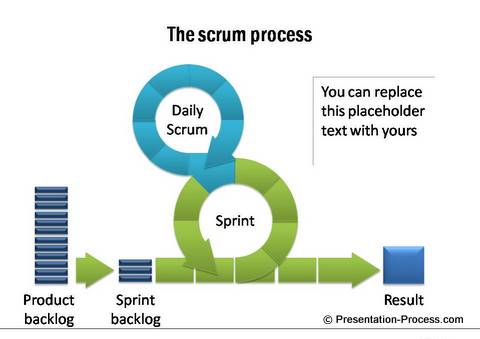 The scrum process
Daily
Scrum
You can replace
this placeholder
text with yours
Sprint
Product
backlog
Sprint
backlog
Result
© Presentation-Process.com